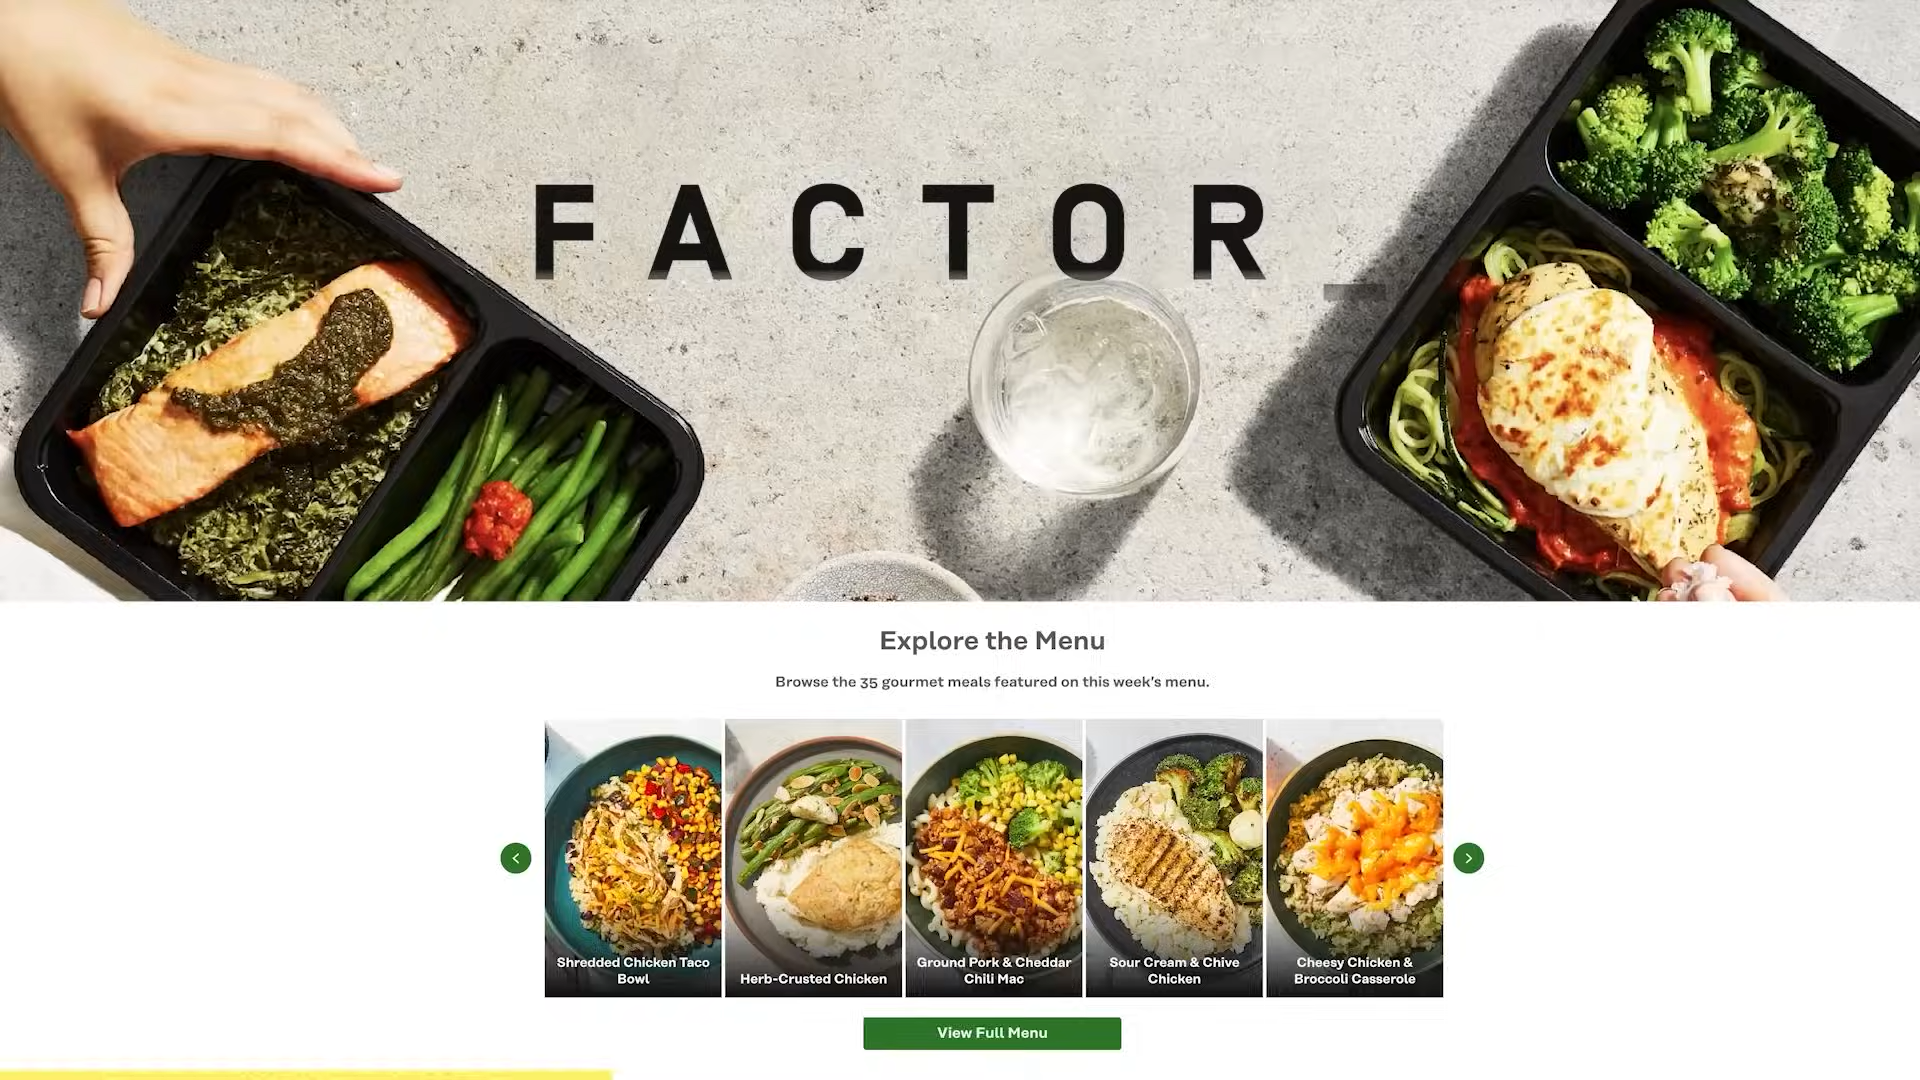 FACTOR_
Explore the Menu
Browse the 35 gourmet meals featured on this week's menu.
Shredded Chicken Taco
Bowl
Herb-Crusted Chicken
Ground Pork & Cheddar
Chili Mac
Sour Cream & Chive
Chicken
Cheesy Chicken &
Broccoli Casserole
View Full Menu